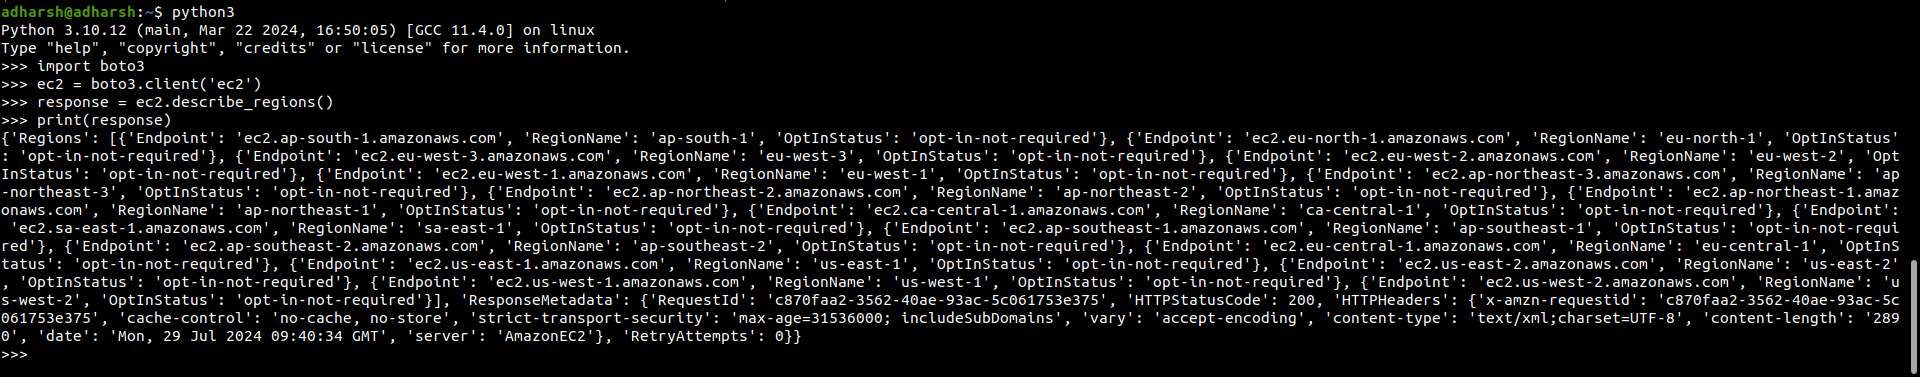 adharsh@adharsh:~$ python3
Python 3.10.12 (main, Mar 22 2024, 16:50:05) [GCC 11.4.0] on linux
Type "help", "copyright", "credits" or "license" for more information.
>>> import boto3
>>> ec2 = boto3.client('ec2')
>>> response = ec2.describe_regions()
>>> print(response)
{'Regions': [{'Endpoint': 'ec2.ap-south-1.amazonaws.com', 'RegionName': 'ap-south-1', 'OptInStatus': 'opt-in-not-required'}, {'Endpoint': 'ec2.eu-north-1.amazonaws.com', 'RegionName': 'eu-north-1', 'OptInStatus'
: 'opt-in-not-required'}, {'Endpoint': 'ec2.eu-west-3.amazonaws.com', 'RegionName': 'eu-west-3', 'OptInStatus': 'opt-in-not-required'}, {'Endpoint': 'ec2.eu-west-2.amazonaws.com', 'RegionName': 'eu-west-2', 'Opt
InStatus': 'opt-in-not-required'}, {'Endpoint': 'ec2.eu-west-1.amazonaws.com', 'RegionName': 'eu-west-1', 'OptInStatus': 'opt-in-not-required'}, {'Endpoint': 'ec2.ap-northeast-3.amazonaws.com', 'RegionName': 'ap
-northeast-3', 'OptInStatus': 'opt-in-not-required'}, {'Endpoint': 'ec2.ap-northeast-2.amazonaws.com', 'RegionName': 'ap-northeast-2', 'OptInStatus': 'opt-in-not-required'}, {'Endpoint': 'ec2.ap-northeast-1.amaz
onaws.com', 'RegionName': 'ap-northeast-1', 'OptInStatus': 'opt-in-not-required'}, {'Endpoint': 'ec2.ca-central-1.amazonaws.com', 'RegionName': 'ca-central-1', 'OptInStatus': 'opt-in-not-required'}, {'Endpoint':
 'ec2.sa-east-1.amazonaws.com', 'RegionName': 'sa-east-1', 'OptInStatus': 'opt-in-not-required'}, {'Endpoint': 'ec2.ap-southeast-1.amazonaws.com', 'RegionName': 'ap-southeast-1', 'OptInStatus': 'opt-in-not-requi
red'}, {'Endpoint': 'ec2.ap-southeast-2.amazonaws.com', 'RegionName': 'ap-southeast-2', 'OptInStatus': 'opt-in-not-required'}, {'Endpoint': 'ec2.eu-central-1.amazonaws.com', 'RegionName': 'eu-central-1', 'OptInS
tatus': 'opt-in-not-required'}, {'Endpoint': 'ec2.us-east-1.amazonaws.com', 'RegionName': 'us-east-1', 'OptInStatus': 'opt-in-not-required'}, {'Endpoint': 'ec2.us-east-2.amazonaws.com', 'RegionName': 'us-east-2'
, 'OptInStatus': 'opt-in-not-required'}, {'Endpoint': 'ec2.us-west-1.amazonaws.com', 'RegionName': 'us-west-1', 'OptInStatus': 'opt-in-not-required'}, {'Endpoint': 'ec2.us-west-2.amazonaws.com', 'RegionName': 'u
s-west-2', 'OptInStatus': 'opt-in-not-required'}], 'ResponseMetadata': {'RequestId': 'c870faa2-3562-40ae-93ac-5c061753e375', 'HTTPStatusCode': 200, 'HTTPHeaders': {'x-amzn-requestid': 'c870faa2-3562-40ae-93ac-5c
061753e375', 'cache-control': 'no-cache, no-store', 'strict-transport-security': 'max-age=31536000; includeSubDomains', 'vary': 'accept-encoding', 'content-type': 'text/xml;charset=UTF-8', 'content-length': '289
0', 'date': 'Mon, 29 Jul 2024 09:40:34 GMT', 'server': 'AmazonEC2'}, 'RetryAttempts': 0}}
>>>